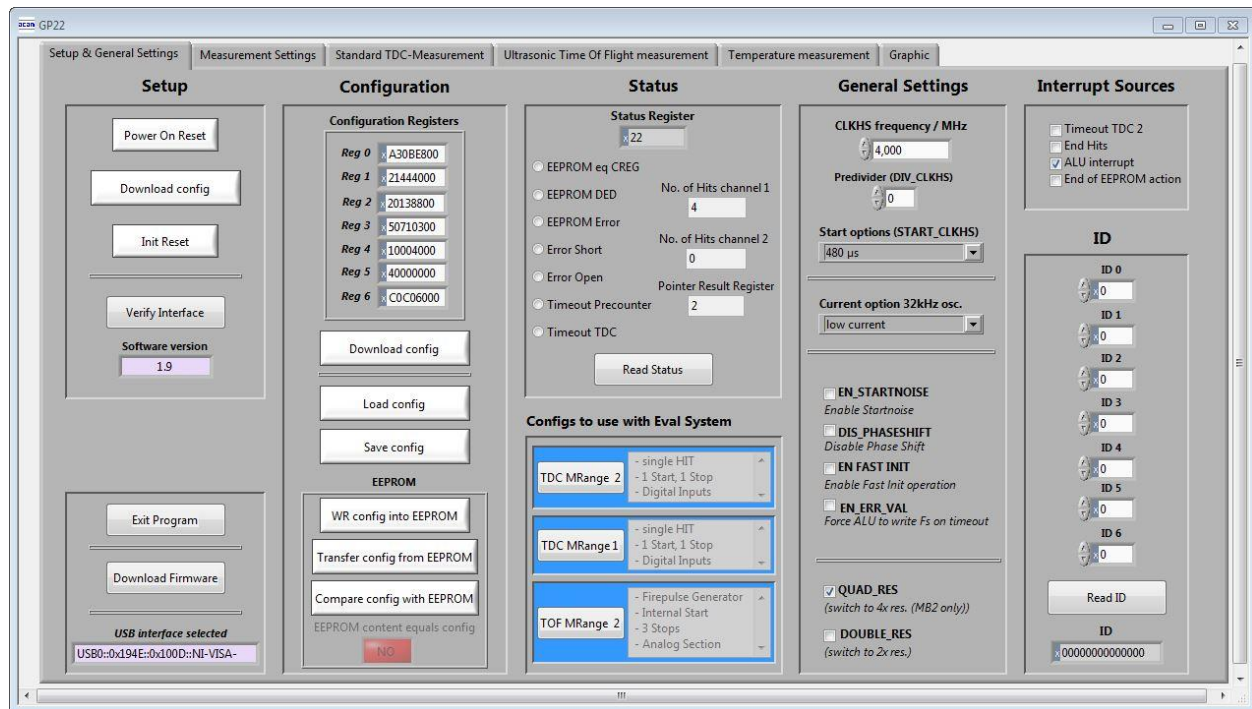 acam GP22
Setup & General Settings
Measurement Settings
Standard TDC-Measurement
Ultrasonic Time Of Flight measurement
Temperature measurement
Graphic
Setup
Power On Reset
Download config
Init Reset
Verify Interface
Software version
1.9
Exit Program
Download Firmware
USB interface selected
USB0::0x194E::0x100D::NI-VISA-
Configuration
Configuration Registers
Reg 0 x A30BE800
Reg 1 x 21444000
Reg 2 x 20138800
Reg 3 x 50710300
Reg 4 x 10004000
Reg 5 x 40000000
Reg 6 x C0C06000
Download config
Load config
Save config
EEPROM
WR config into EEPROM
Transfer config from EEPROM
Compare config with EEPROM
EEPROM content equals config
NO
Status
Status Register
x 22
EEPROM eq CREG
EEPROM DED
EEPROM Error
Error Short
Error Open
Timeout Precounter
Timeout TDC
No. of Hits channel 1
4
No. of Hits channel 2
0
Pointer Result Register
2
Read Status
Configs to use with Eval System
TDC MRange 2
- single HIT
- 1 Start, 1 Stop
- Digital Inputs
TDC MRange 1
- single HIT
- 1 Start, 1 Stop
- Digital Inputs
TOF MRange 2
- Firepulse Generator
- Internal Start
- 3 Stops
- Analog Section
General Settings
CLKHS frequency / MHz
4,000
Predivider (DIV_CLKHS)
0
Start options (START_CLKHS)
480 µs
Current option 32kHz osc.
low current
EN_STARTNOISE
Enable Startnoise
DIS_PHASESHIFT
Disable Phase Shift
EN FAST INIT
Enable Fast Init operation
EN_ERR_VAL
Force ALU to write Fs on timeout
QUAD_RES
(switch to 4x res. (MB2 only))
DOUBLE_RES
(switch to 2x res.)
Interrupt Sources
Timeout TDC 2
End Hits
ALU interrupt
End of EEPROM action
ID
ID 0
x 0
ID 1
x 0
ID 2
x 0
ID 3
x 0
ID 4
x 0
ID 5
x 0
ID 6
x 0
Read ID
ID
x 00000000000000